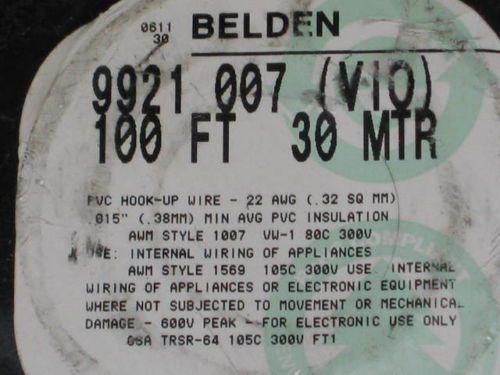 0611
30
BELDEN
9921 007 (VIO)
100 FT 30 MTR
PVC HOOK-UP WIRE - 22 AWG (.32 SQ MM)
.015" (.38MM) MIN AVG PVC INSULATION
AWM STYLE 1007 VW-1 80C 300V
USE: INTERNAL WIRING OF APPLIANCES
AWM STYLE 1569 105C 300V USE: INTERNAL
WIRING OF APPLIANCES OR ELECTRONIC EQUIPMENT
WHERE NOT SUBJECTED TO MOVEMENT OR MECHANICAL
DAMAGE - 600V PEAK - FOR ELECTRONIC USE ONLY
CSA TRSR-64 105C 300V FT1